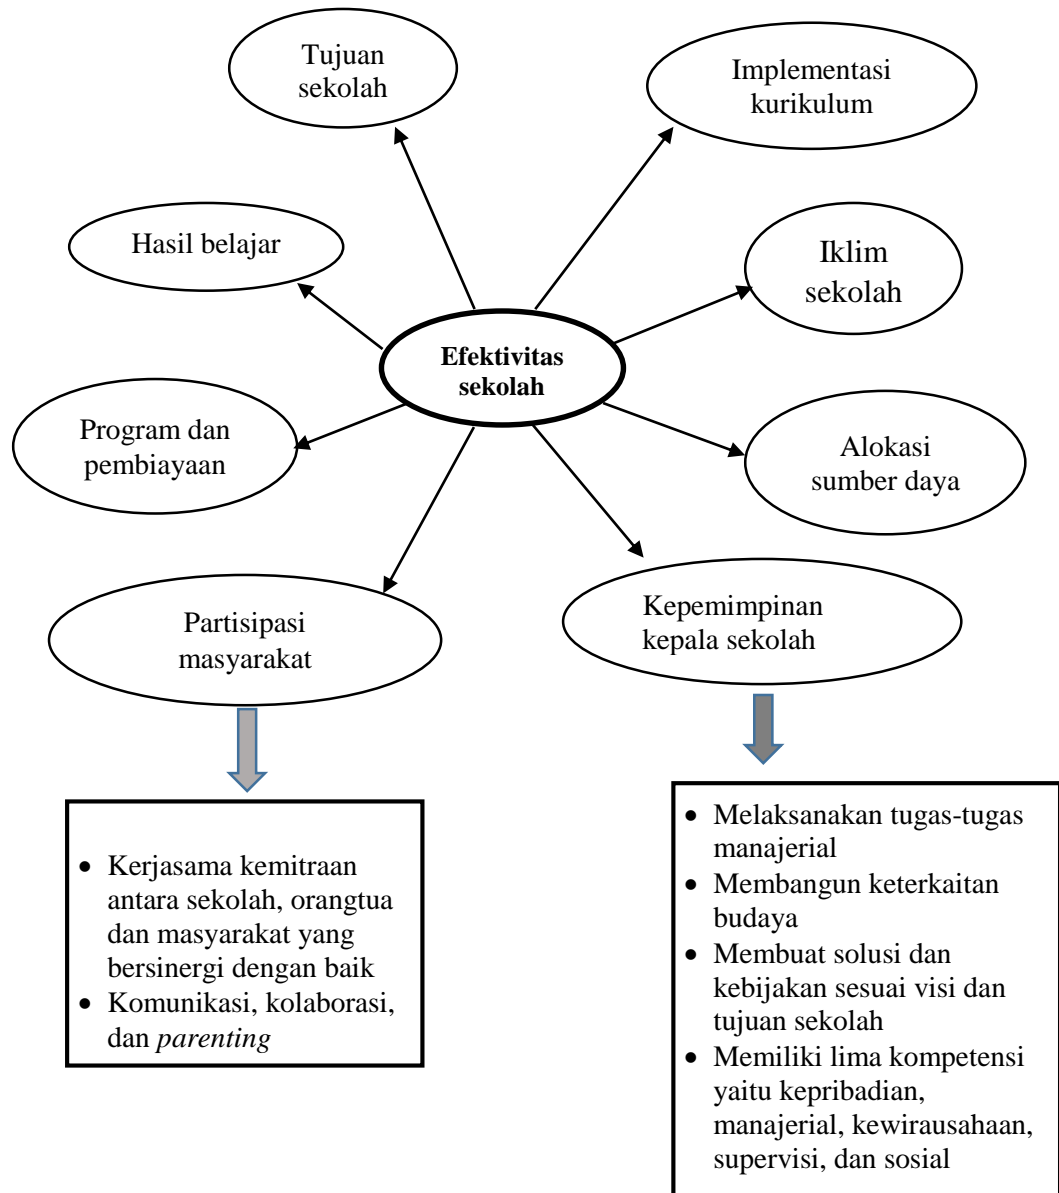 Tujuan
sekolah
Implementasi
kurikulum
Hasil belajar
Iklim
sekolah
Efektivitas
sekolah
Program dan
pembiayaan
Alokasi
sumber daya
Partisipasi
masyarakat
Kepemimpinan
kepala sekolah
• Kerjasama kemitraan
antara sekolah, orangtua
dan masyarakat yang
bersinergi dengan baik
• Komunikasi, kolaborasi,
dan parenting
• Melaksanakan tugas-tugas
manajerial
• Membangun keterkaitan
budaya
• Membuat solusi dan
kebijakan sesuai visi dan
tujuan sekolah
• Memiliki lima kompetensi
yaitu kepribadian,
manajerial, kewirausahaan,
supervisi, dan sosial